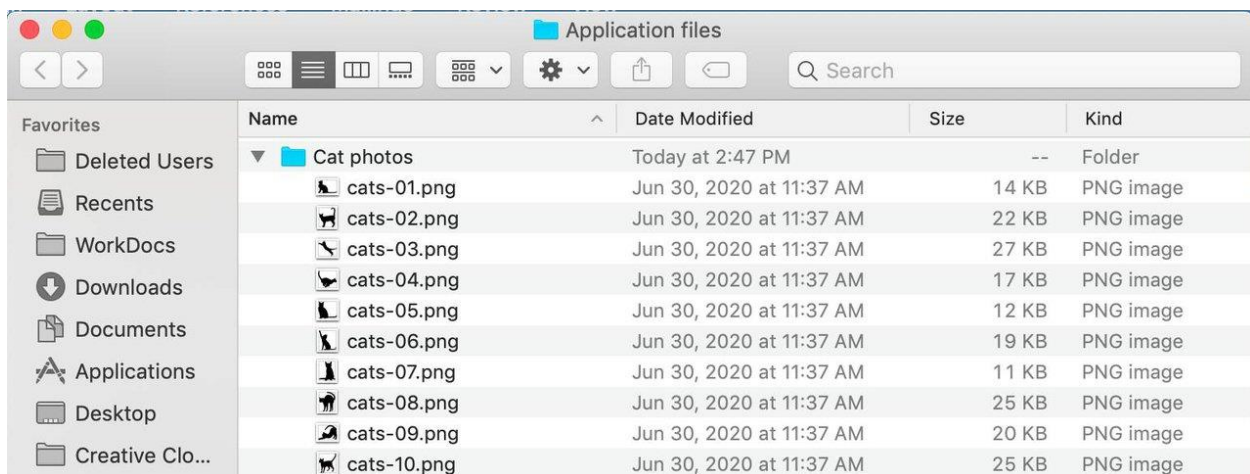 Application files
Search
Favorites
Deleted Users
Recents
WorkDocs
Downloads
Documents
Applications
Desktop
Creative Clo...
Name Date Modified Size Kind
Cat photos Today at 2:47 PM -- Folder
cats-01.png Jun 30, 2020 at 11:37 AM 14 KB PNG image
cats-02.png Jun 30, 2020 at 11:37 AM 22 KB PNG image
cats-03.png Jun 30, 2020 at 11:37 AM 27 KB PNG image
cats-04.png Jun 30, 2020 at 11:37 AM 17 KB PNG image
cats-05.png Jun 30, 2020 at 11:37 AM 12 KB PNG image
cats-06.png Jun 30, 2020 at 11:37 AM 19 KB PNG image
cats-07.png Jun 30, 2020 at 11:37 AM 11 KB PNG image
cats-08.png Jun 30, 2020 at 11:37 AM 25 KB PNG image
cats-09.png Jun 30, 2020 at 11:37 AM 20 KB PNG image
cats-10.png Jun 30, 2020 at 11:37 AM 25 KB PNG image